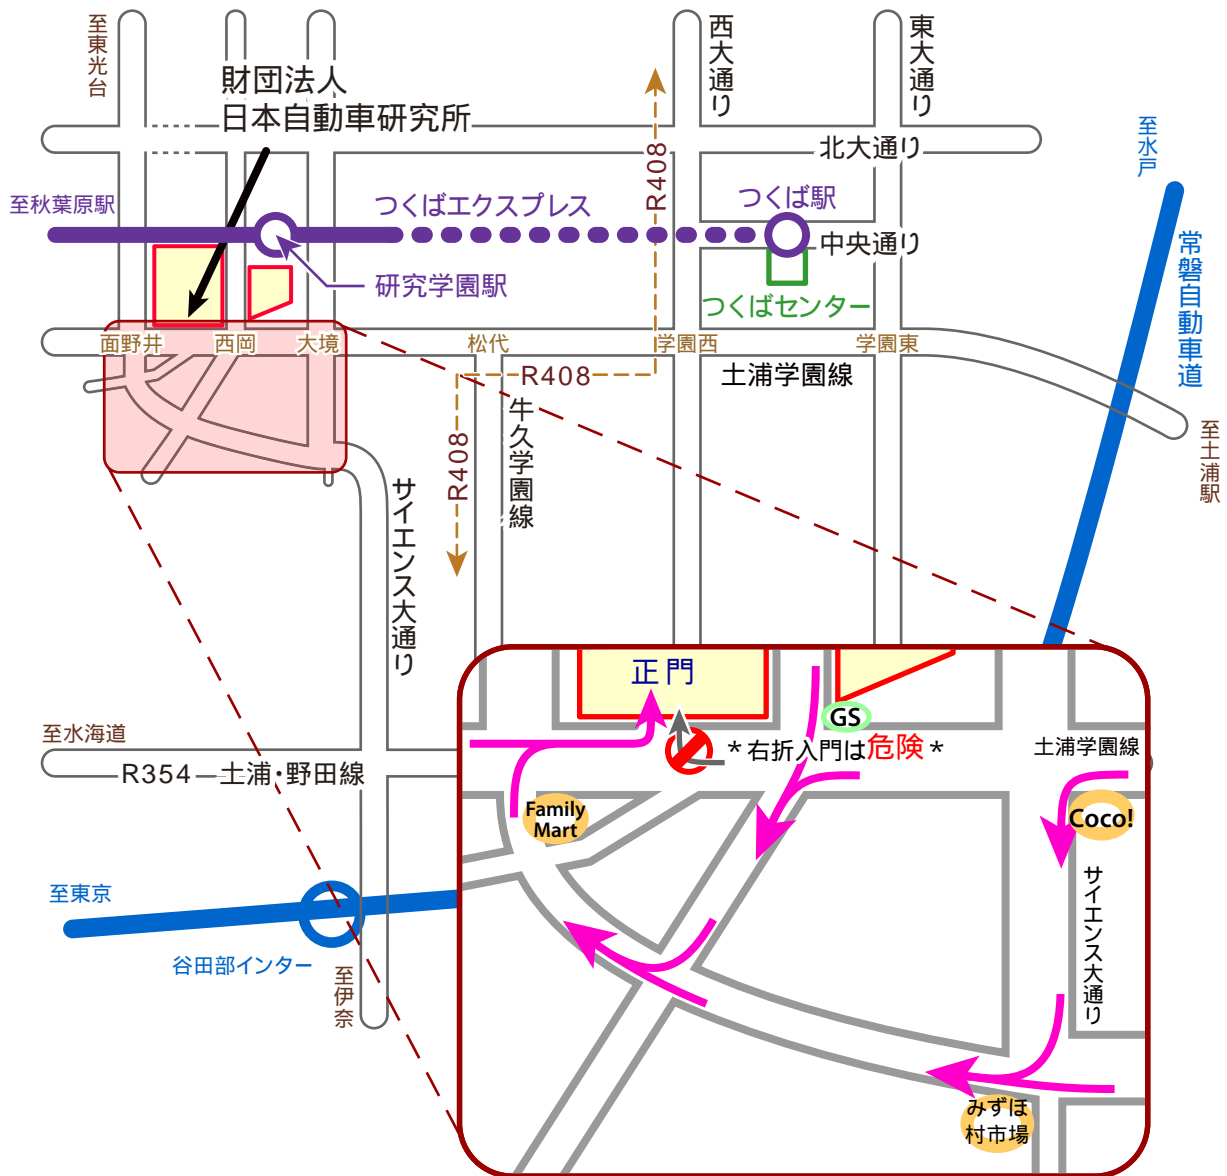 至東光台
西大通り
東大通り
財団法人
日本自動車研究所
北大通り
至水戸
R408
至秋葉原駅
つくばエクスプレス
つくば駅
中央通り
常磐自動車道
研究学園駅
つくばセンター
面野井
西岡
大境
松代
学園西
学園東
R408
土浦学園線
R408
牛久学園線
至土浦駅
サイエンス大通り
至水海道
R354
土浦・野田線
至東京
谷田部インター
至伊奈
正門
GS
*右折入門は危険*
土浦学園線
Family
Mart
Coco!
サイエンス大通り
みずほ
村市場